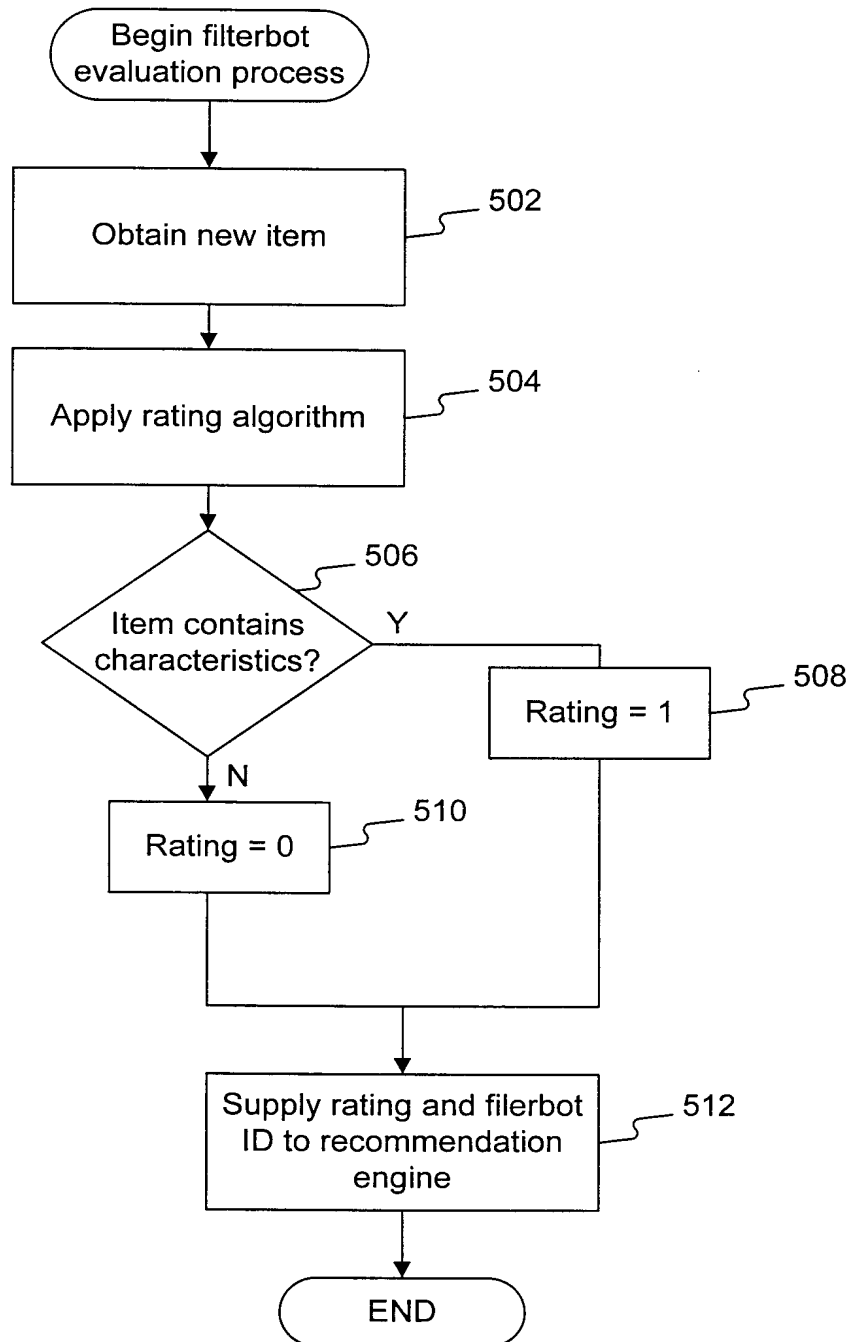 Begin filterbot
evaluation process
502
Obtain new item
504
Apply rating algorithm
506
Item contains
characteristics?
Y
508
Rating = 1
N
510
Rating = 0
Supply rating and filerbot
ID to recommendation
engine
512
END